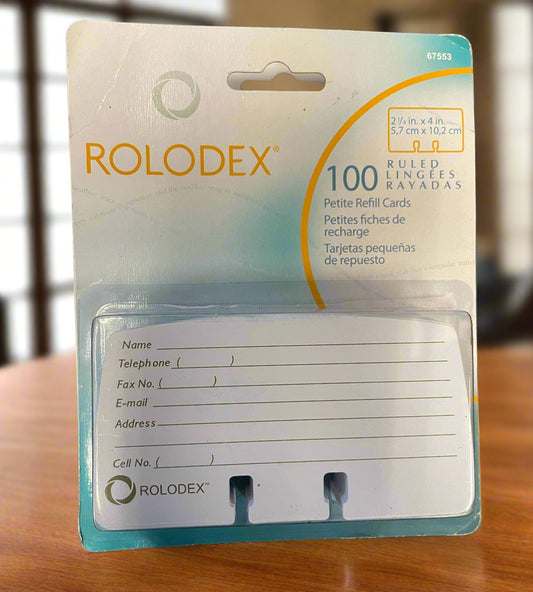 67553
ROLODEX®
2 ¼ in. x 4 in.
5,7 cm x 10,2 cm
100
RULED
LINGÉES
RAYADAS
Petite Refill Cards
Petites fiches de
recharge
Tarjetas pequeñas
de repuesto
Name
Telephone ( )
Fax No. ( )
E-mail
Address
Cell No. ( )
ROLODEX™